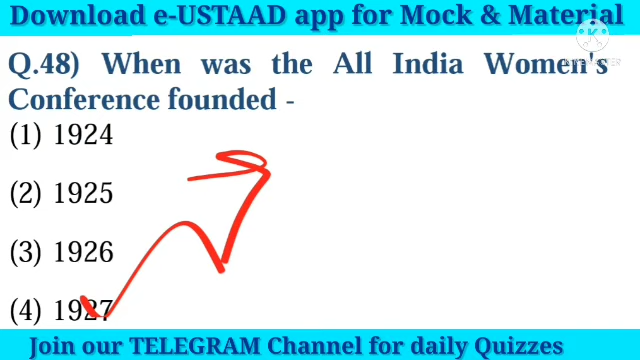 Download e-USTAAD app for Mock & Material
Q.48) When was the All India Women's
Conference founded -
(1) 1924
(2) 1925
(3) 1926
(4) 1927
Join our TELEGRAM Channel for daily Quizzes